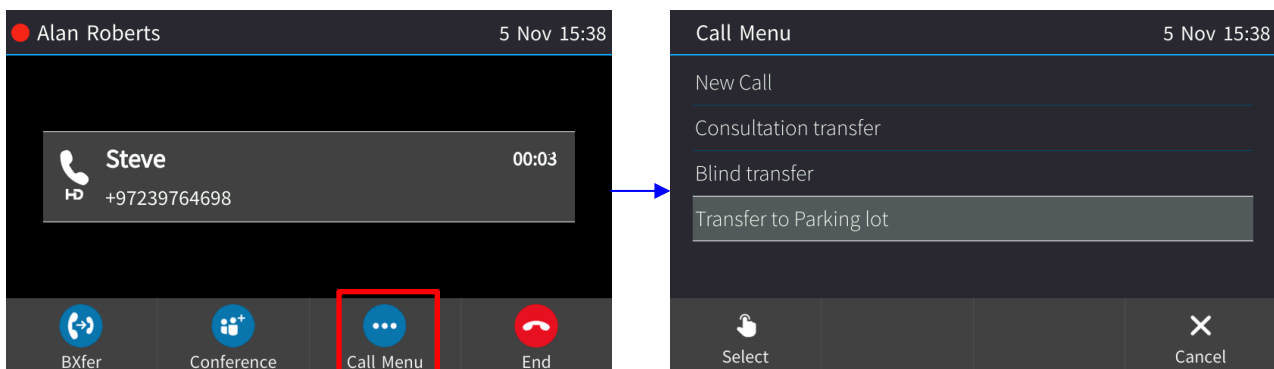 Alan Roberts 5 Nov 15:38
Steve 00:03
HD +97239764698
BXfer Conference Call Menu End
Call Menu 5 Nov 15:38
New Call
Consultation transfer
Blind transfer
Transfer to Parking lot
Select Cancel